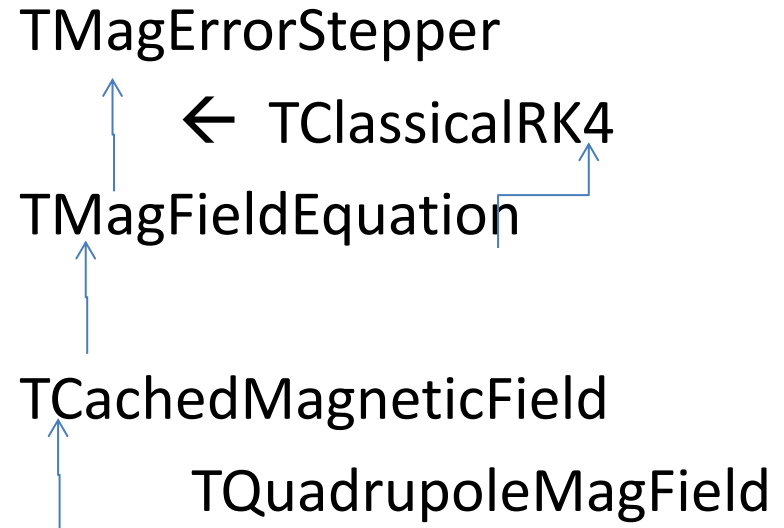 TMagErrorStepper
← TClassicalRK4
TMagFieldEquation
TCachedMagneticField
TQuadrupoleMagField